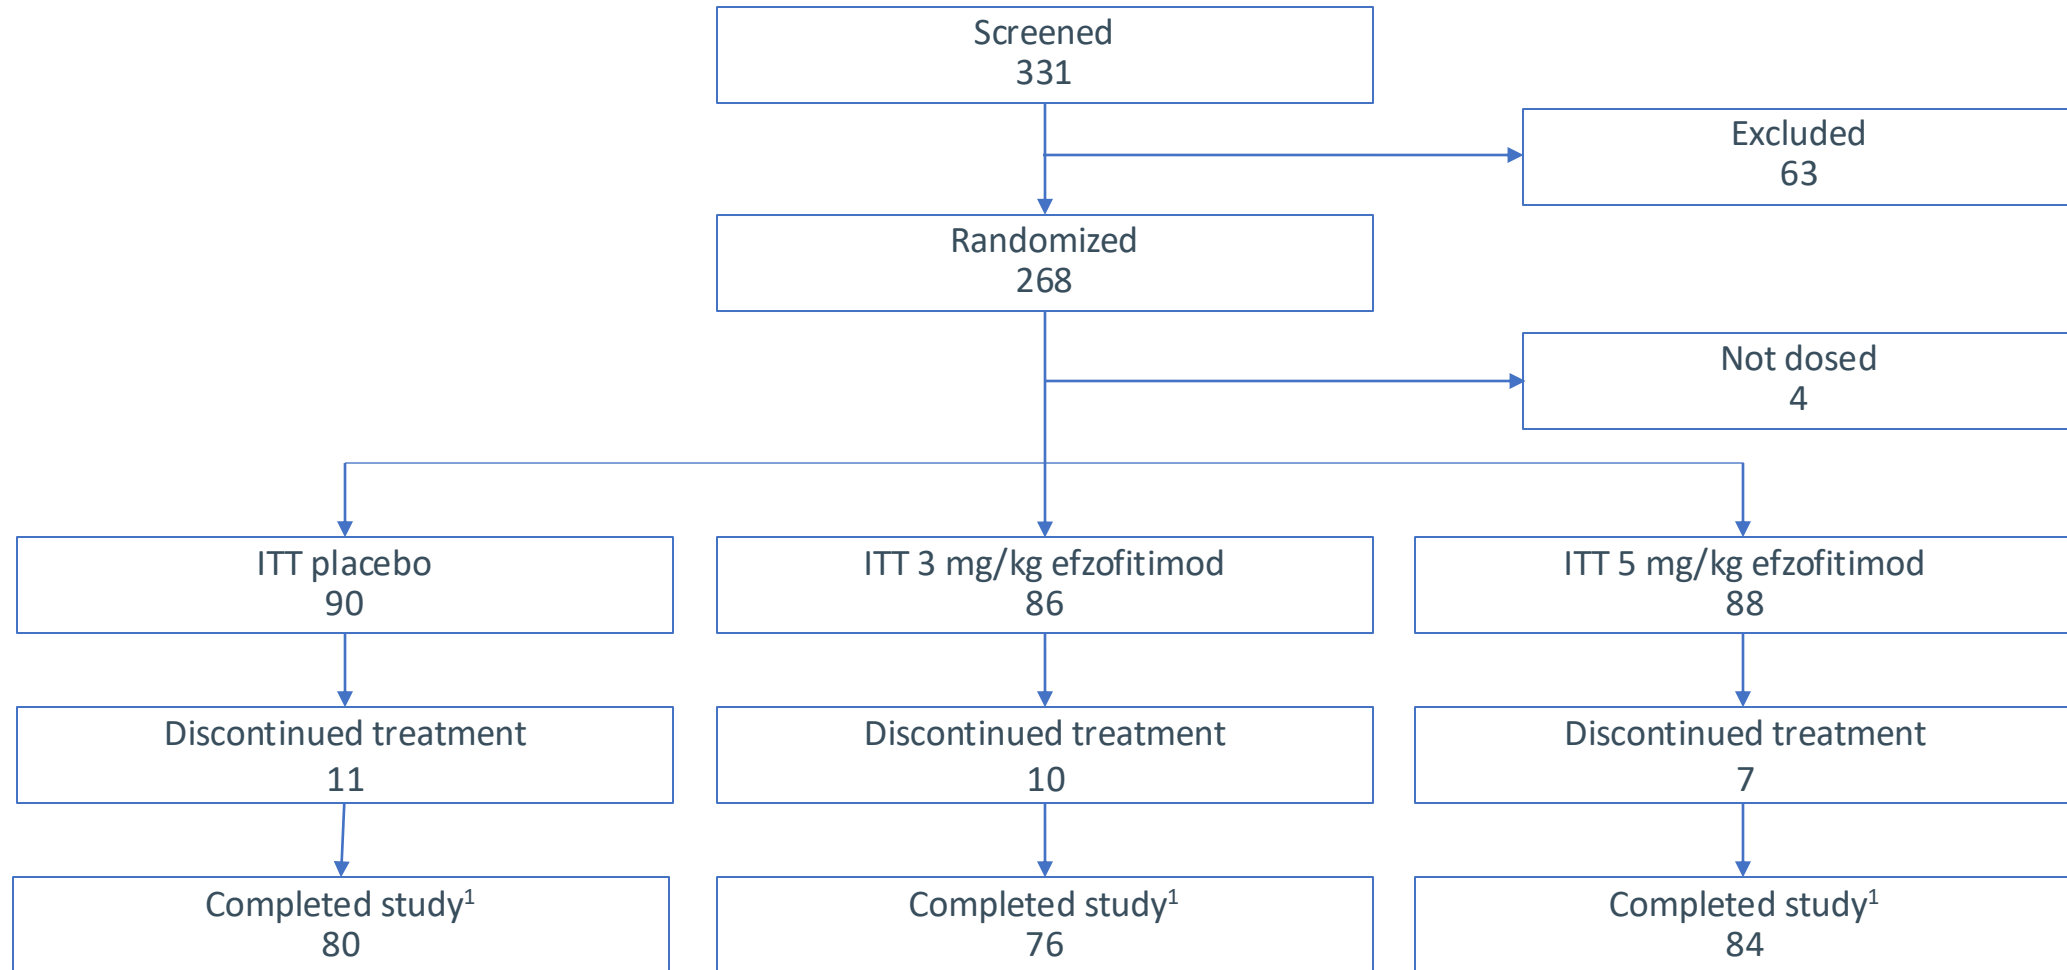 Screened
331
Excluded
63
Randomized
268
Not dosed
4
ITT placebo
90
ITT 3 mg/kg efzofitimod
86
ITT 5 mg/kg efzofitimod
88
Discontinued treatment
11
Discontinued treatment
10
Discontinued treatment
7
Completed study¹
80
Completed study¹
76
Completed study¹
84